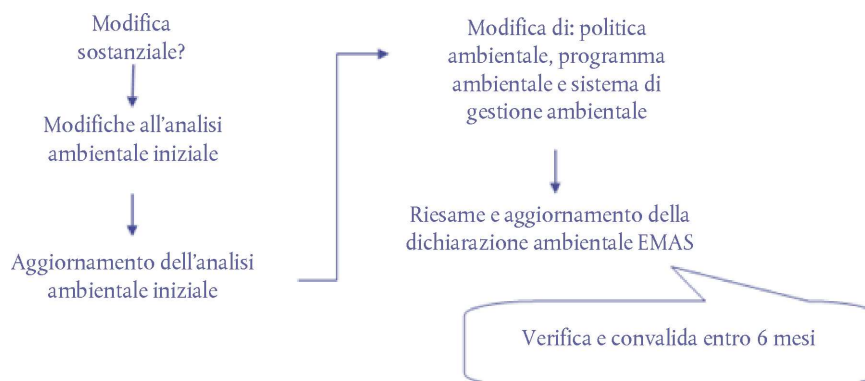 Modifica
sostanziale?
Modifiche all'analisi
ambientale iniziale
Aggiornamento dell'analisi
ambientale iniziale
Modifica di: politica
ambientale, programma
ambientale e sistema di
gestione ambientale
Riesame e aggiornamento della
dichiarazione ambientale EMAS
Verifica e convalida entro 6 mesi